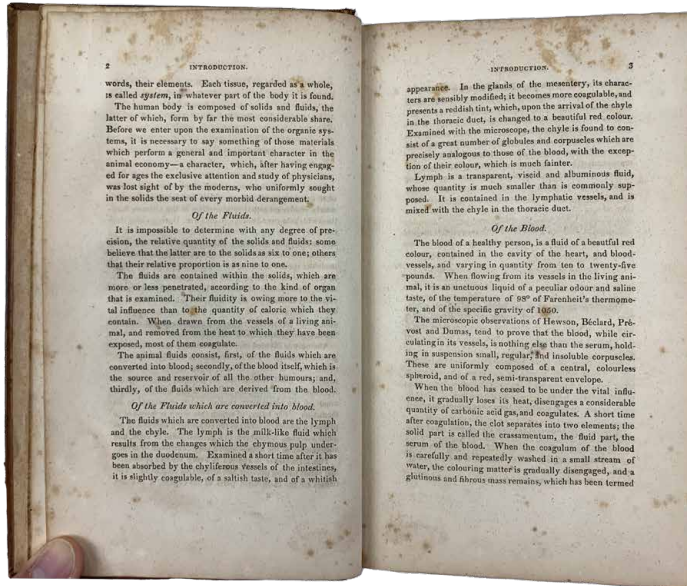 2 INTRODUCTION.
words, their elements. Each tissue, regarded as a whole,
is called system, in whatever part of the body it is found.
The human body is composed of solids and fluids, the
latter of which, form by far the most considerable share.
Before we enter upon the examination of the organic sys-
tems, it is necessary to say something of those materials
which perform a general and important character in the
animal economy—a character, which, after having engag-
ed for ages the exclusive attention and study of physicians,
was lost sight of by the moderns, who uniformly sought
in the solids the seat of every morbid derangement.
Of the Fluids.
It is impossible to determine with any degree of pre-
cision, the relative quantity of the solids and fluids: some
believe that the latter are to the solids as six to one; others
that their relative proportion is as nine to one.
The fluids are contained within the solids, which are
more or less penetrated, according to the kind of organ
that is examined. Their fluidity is owing more to the vi-
tal influence than to the quantity of caloric which they
contain. When drawn from the vessels of a living ani-
mal, and removed from the heat to which they have been
exposed, most of them coagulate.
The animal fluids consist, first, of the fluids which are
converted into blood; secondly, of the blood itself, which is
the source and reservoir of all the other humours; and,
thirdly, of the fluids which are derived from the blood.
Of the Fluids which are converted into blood.
The fluids which are converted into blood are the lymph
and the chyle. The lymph is the milk-like fluid which
results from the changes which the chymous pulp under-
goes in the duodenum. Examined a short time after it has
been absorbed by the chyliferous vessels of the intestines,
it is slightly coagulable, of a saltish taste, and of a whitish
INTRODUCTION. 3
appearance. In the glands of the mesentery, its charac-
ters are sensibly modified; it becomes more coagulable, and
presents a reddish tint, which, upon the arrival of the chyle
in the thoracic duct, is changed to a beautiful red colour.
Examined with the microscope, the chyle is found to con-
sist of a great number of globules and corpuscles which are
precisely analogous to those of the blood, with the excep-
tion of their colour, which is much fainter.
Lymph is a transparent, viscid and albuminous fluid,
whose quantity is much smaller than is commonly sup-
posed. It is contained in the lymphatic vessels, and is
mixed with the chyle in the thoracic duct.
Of the Blood.
The blood of a healthy person, is a fluid of a beautful red
colour, contained in the cavity of the heart, and blood-
vessels, and varying in quantity from ten to twenty-five
pounds. When flowing from its vessels in the living ani-
mal, it is an unctuous liquid of a peculiar odour and saline
taste, of the temperature of 98° of Farenheit's thermome-
ter, and of the specific gravity of 1050.
The microscopic observations of Hewson, Béclard, Pré-
vost and Dumas, tend to prove that the blood, while cir-
culating in its vessels, is nothing else than the serum, hold-
ing in suspension small, regular, and insoluble corpuscles.
These are uniformly composed of a central, colourless
spheroid, and of a red, semi-transparent envelope.
When the blood has ceased to be under the vital influ-
ence, it gradually loses its heat, disengages a considerable
quantity of carbonic acid gas, and coagulates. A short time
after coagulation, the clot separates into two elements; the
solid part is called the crassamentum, the fluid part, the
serum of the blood. When the coagulum of the blood
is carefully and repeatedly washed in a small stream of
water, the colouring matter is gradually disengaged, and a
glutinous and fibrous mass remains, which has been termed